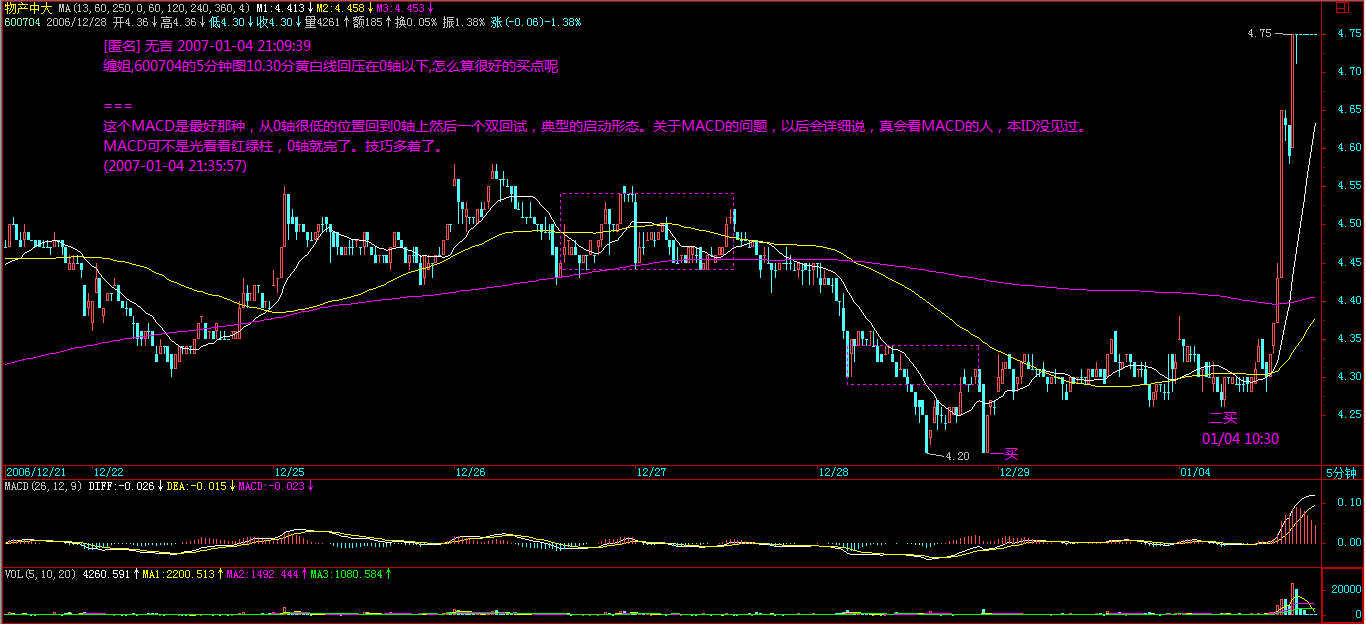 物产中大 MA(13,60,250,0,60,120,240,360,4) M1:4.413↓M2:4.458↓M3:4.453↓
600704 2006/12/28 开4.36↓高4.36↓低4.30↓收4.30↓量4261↑额185↑换0.05% 振1.38% 涨(-0.06)-1.38%
[匿名] 无言 2007-01-04 21:09:39
缠姐,600704的5分钟图10.30分黄白线回压在0轴以下,怎么算很好的买点呢
===
这个MACD是最好那种，从0轴很低的位置回到0轴上然后一个双回试，典型的启动形态。关于MACD的问题，以后会详细说，真会看MACD的人，本ID没见过。
MACD可不是光看看红绿柱，0轴就完了。技巧多着了。
(2007-01-04 21:35:57)
4.75
4.75
4.70
4.65
4.60
4.55
4.50
4.45
4.40
4.35
4.30
4.25
二买
01/04 10:30
一买
4.20
2006/12/21 12/22 12/25 12/26 12/27 12/28 12/29 01/04 5分钟
MACD(26,12,9) DIFF:-0.026↓DEA:-0.015↓MACD:-0.023↓
0.10
0.00
VOL(5,10,20) 4260.591↑MA1:2200.513↑MA2:1492.444↑MA3:1080.584↑
20000
0